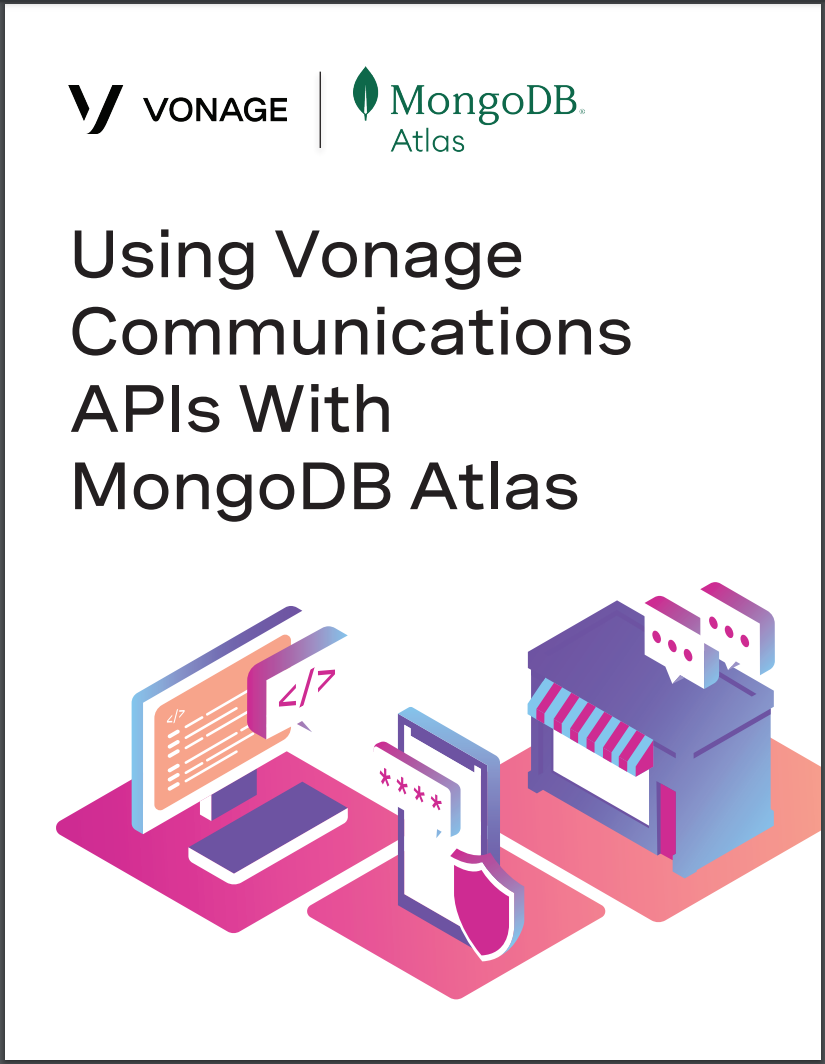 VONAGE
MongoDB®
Atlas
Using Vonage
Communications
APIs With
MongoDB Atlas
</>
</>
****